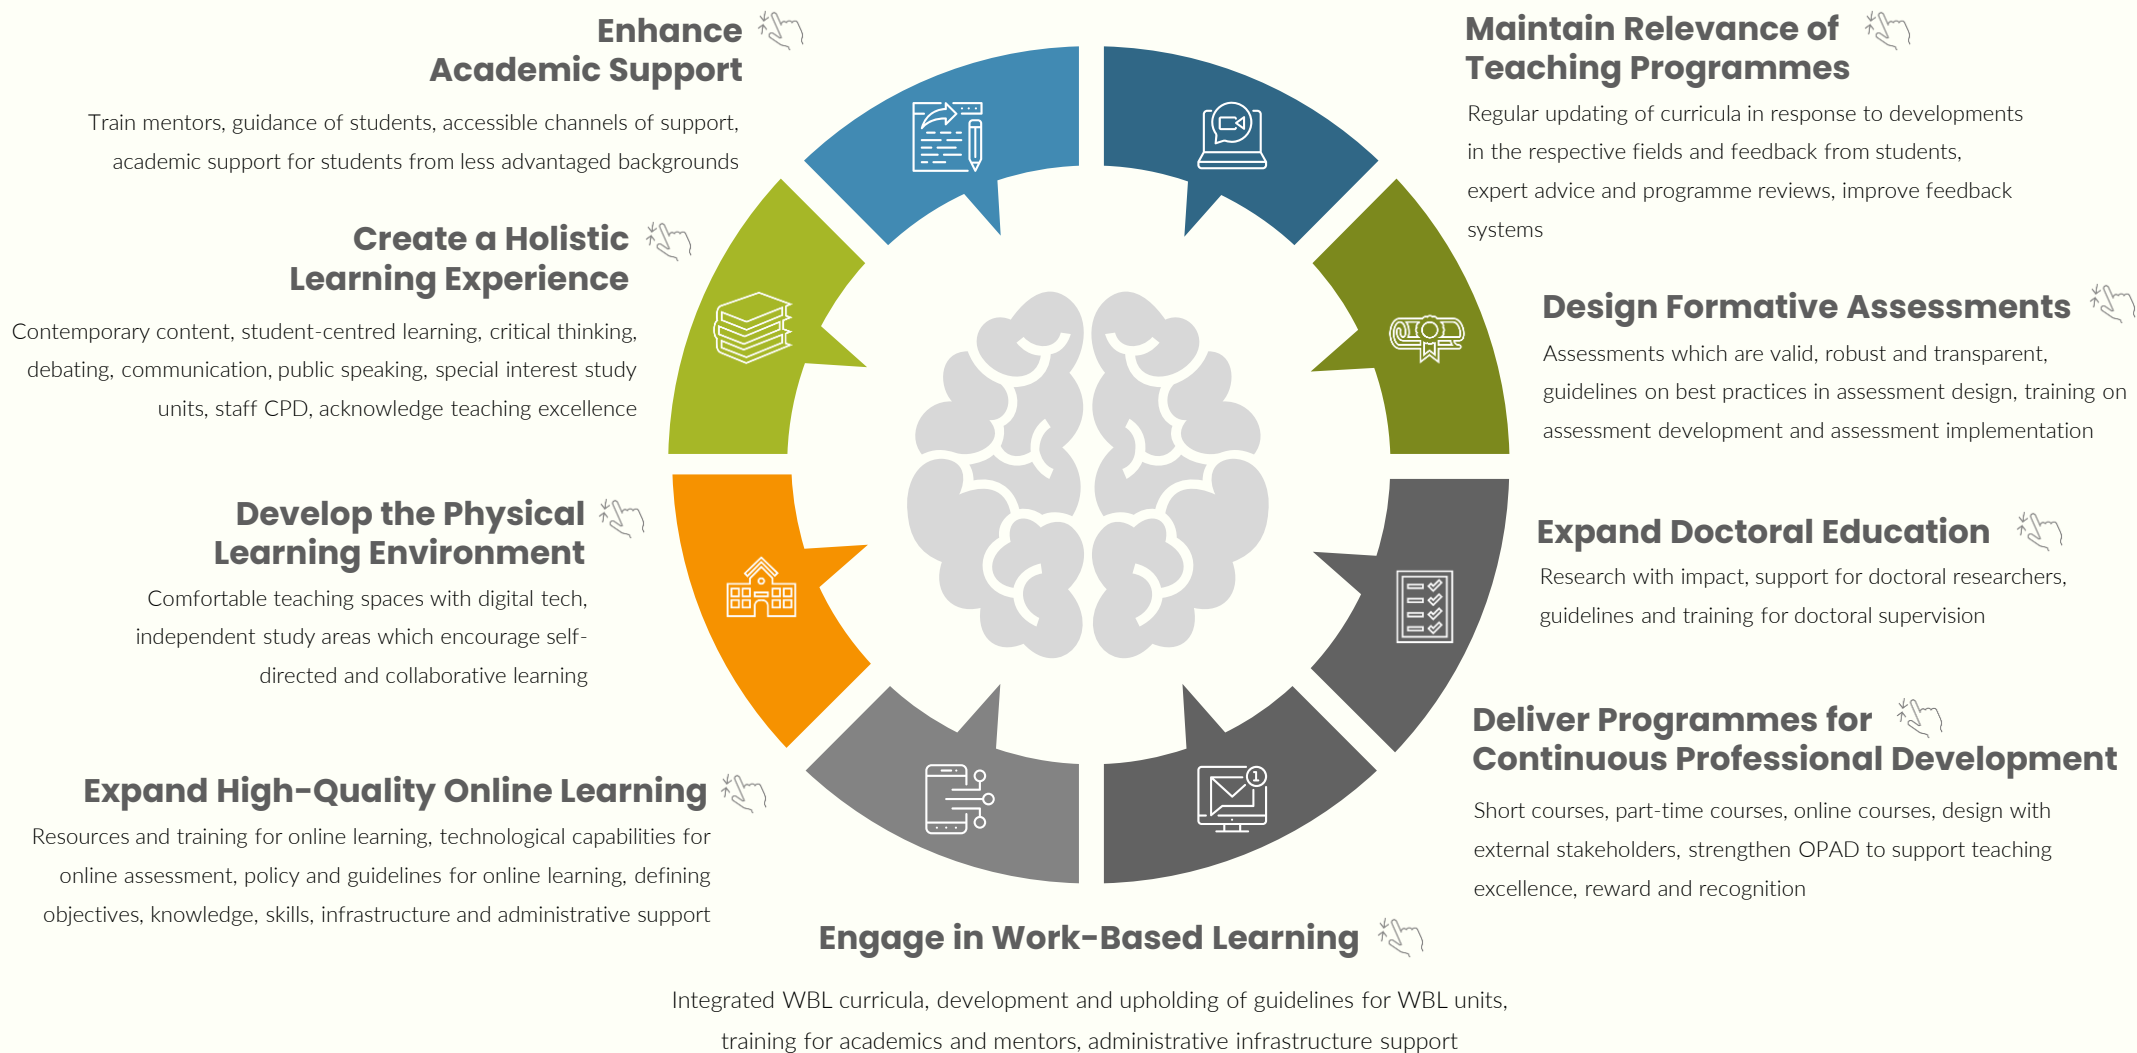 Enhance
Academic Support
Train mentors, guidance of students, accessible channels of support,
academic support for students from less advantaged backgrounds
Create a Holistic
Learning Experience
Contemporary content, student-centred learning, critical thinking,
debating, communication, public speaking, special interest study
units, staff CPD, acknowledge teaching excellence
Develop the Physical
Learning Environment
Comfortable teaching spaces with digital tech,
independent study areas which encourage self-
directed and collaborative learning
Expand High-Quality Online Learning
Resources and training for online learning, technological capabilities for
online assessment, policy and guidelines for online learning, defining
objectives, knowledge, skills, infrastructure and administrative support
Maintain Relevance of
Teaching Programmes
Regular updating of curricula in response to developments
in the respective fields and feedback from students,
expert advice and programme reviews, improve feedback
systems
Design Formative Assessments
Assessments which are valid, robust and transparent,
guidelines on best practices in assessment design, training on
assessment development and assessment implementation
Expand Doctoral Education
Research with impact, support for doctoral researchers,
guidelines and training for doctoral supervision
Deliver Programmes for
Continuous Professional Development
Short courses, part-time courses, online courses, design with
external stakeholders, strengthen OPAD to support teaching
excellence, reward and recognition
1
Engage in Work-Based Learning
Integrated WBL curricula, development and upholding of guidelines for WBL units,
training for academics and mentors, administrative infrastructure support